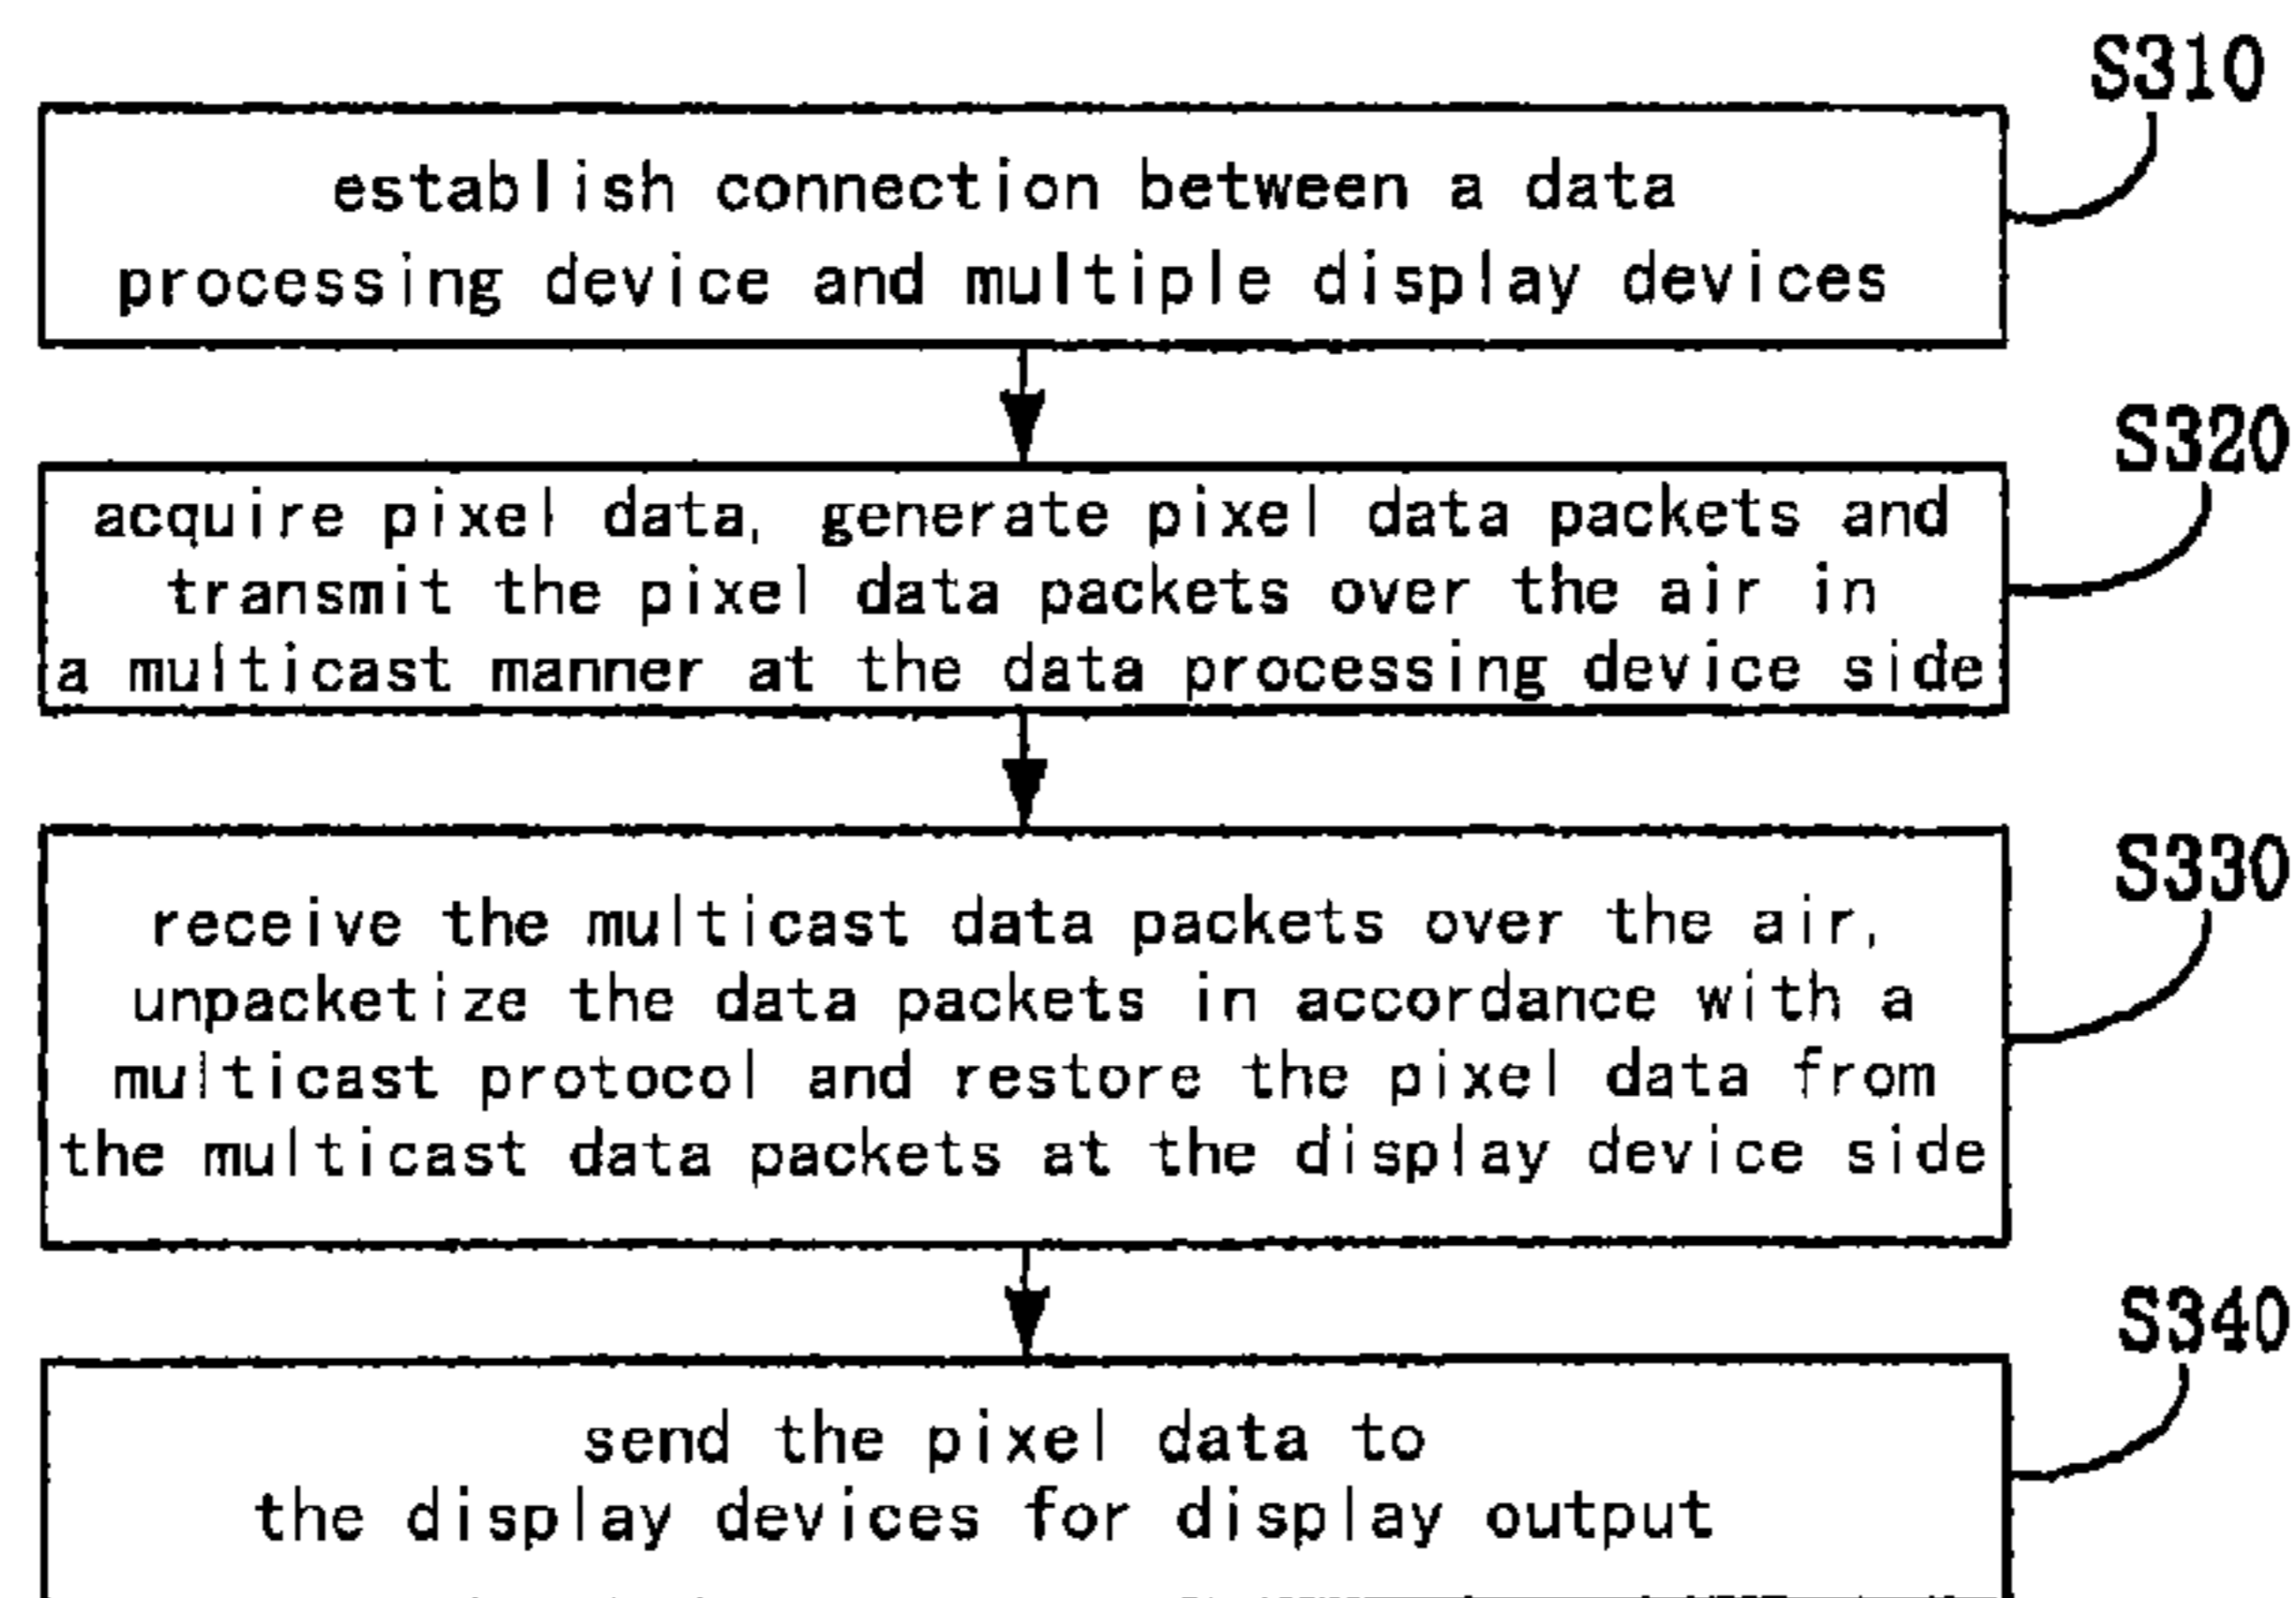 S310
establish connection between a data
processing device and multiple display devices
S320
acquire pixel data, generate pixel data packets and
transmit the pixel data packets over the air in
a multicast manner at the data processing device side
S330
receive the multicast data packets over the air,
unpacketize the data packets in accordance with a
multicast protocol and restore the pixel data from
the multicast data packets at the display device side
S340
send the pixel data to
the display devices for display output